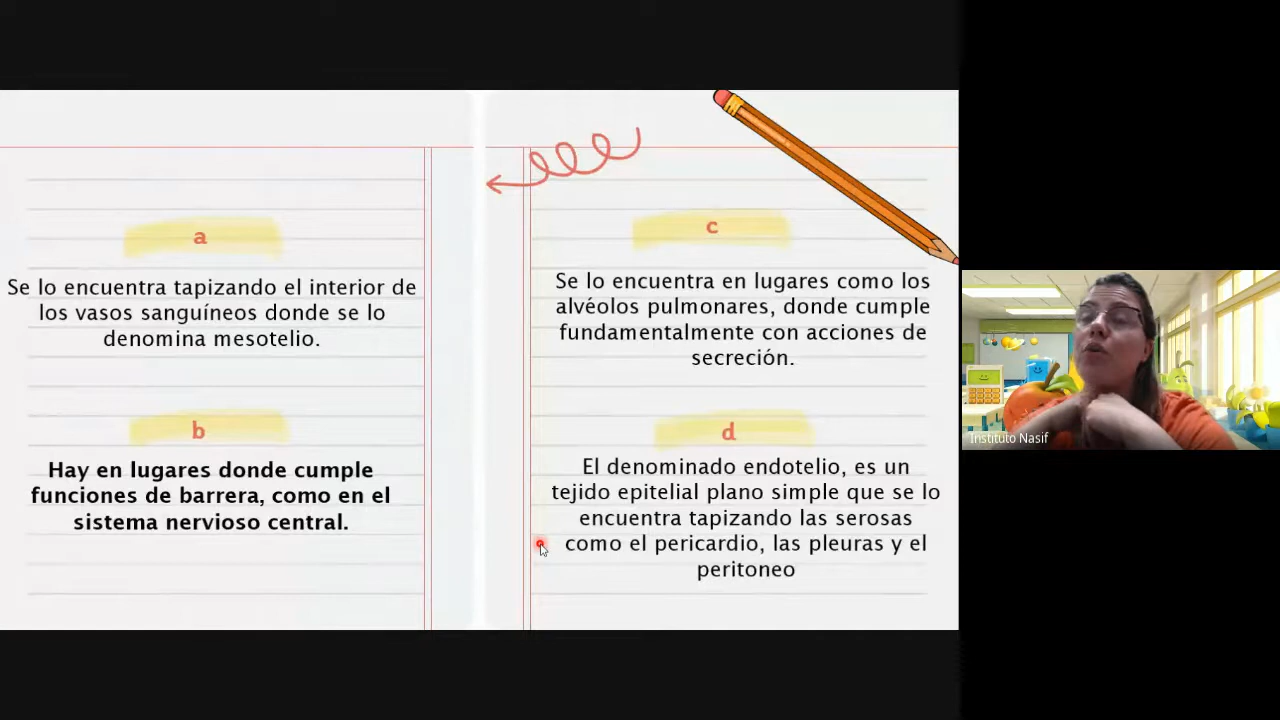 a
Se lo encuentra tapizando el interior de
los vasos sanguíneos donde se lo
denomina mesotelio.
b
Hay en lugares donde cumple
funciones de barrera, como en el
sistema nervioso central.
c
Se lo encuentra en lugares como los
alvéolos pulmonares, donde cumple
fundamentalmente con acciones de
secreción.
d
El denominado endotelio, es un
tejido epitelial plano simple que se lo
encuentra tapizando las serosas
como el pericardio, las pleuras y el
peritoneo
Instituto Nasif